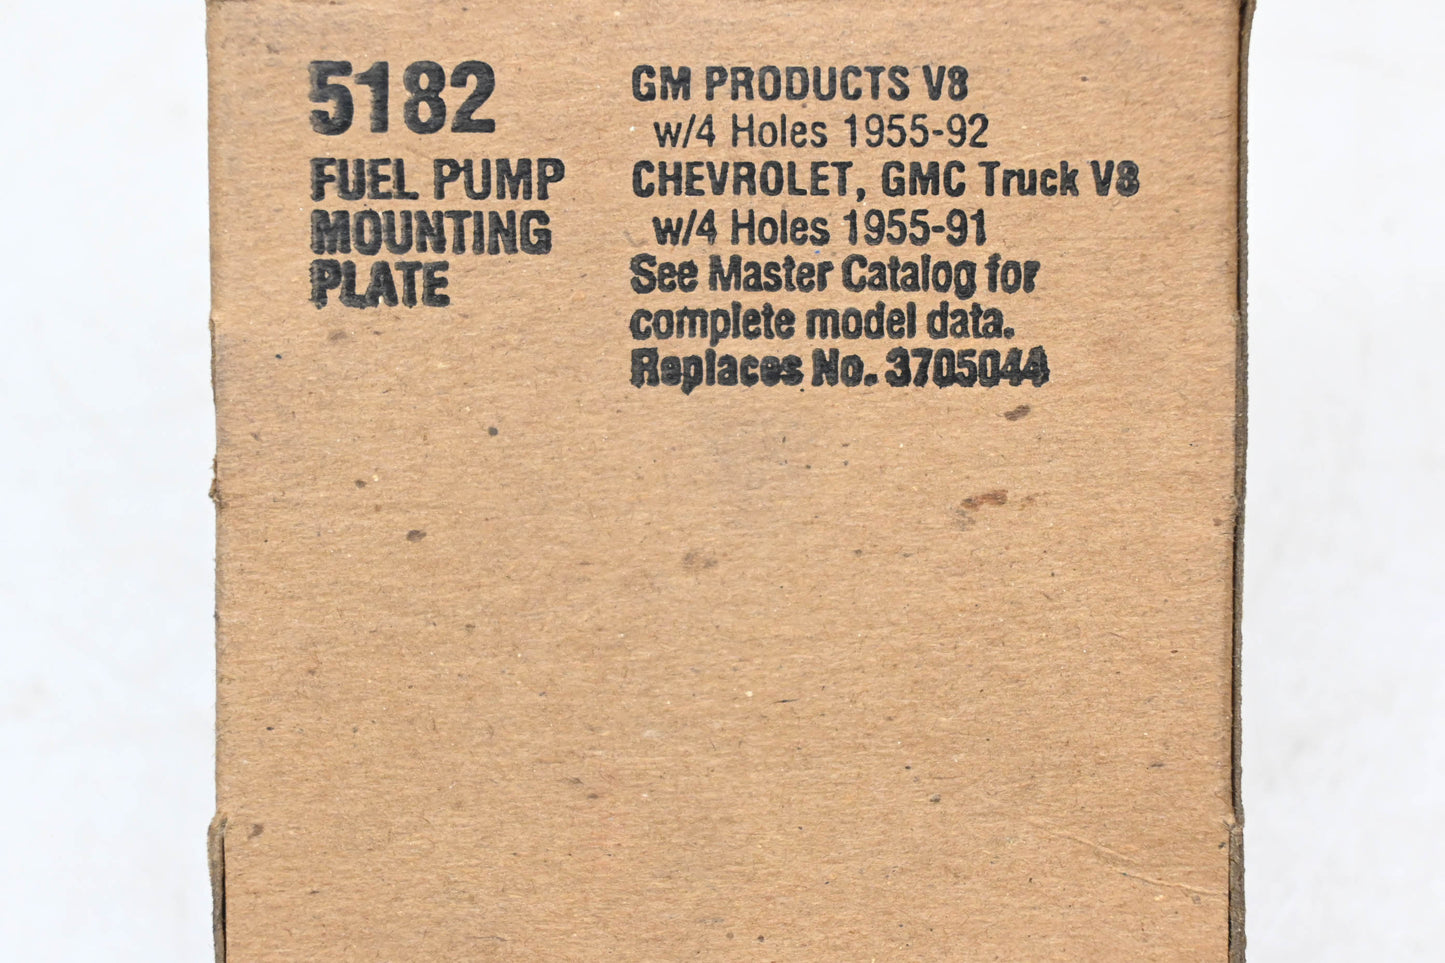 5182
FUEL PUMP
MOUNTING
PLATE
GM PRODUCTS V8
w/4 Holes 1955-92
CHEVROLET, GMC Truck V8
w/4 Holes 1955-91
See Master Catalog for
complete model data.
Replaces No. 3705044